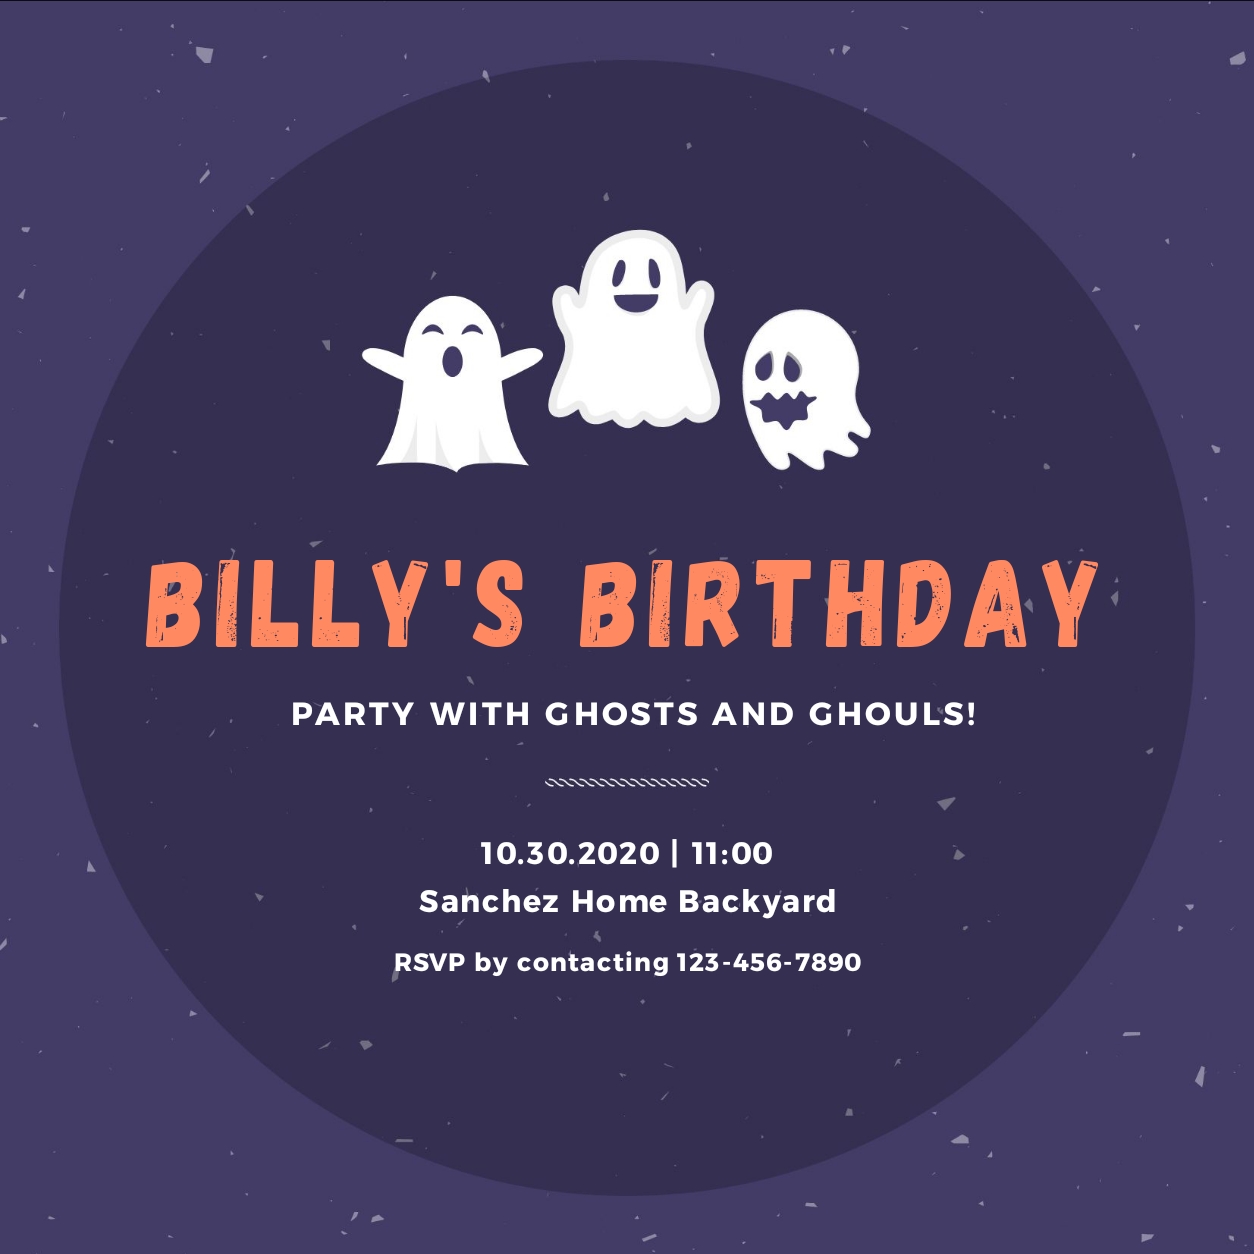 BILLY'S BIRTHDAY
PARTY WITH GHOSTS AND GHOULS!
10.30.2020 | 11:00
Sanchez Home Backyard
RSVP by contacting 123-456-7890